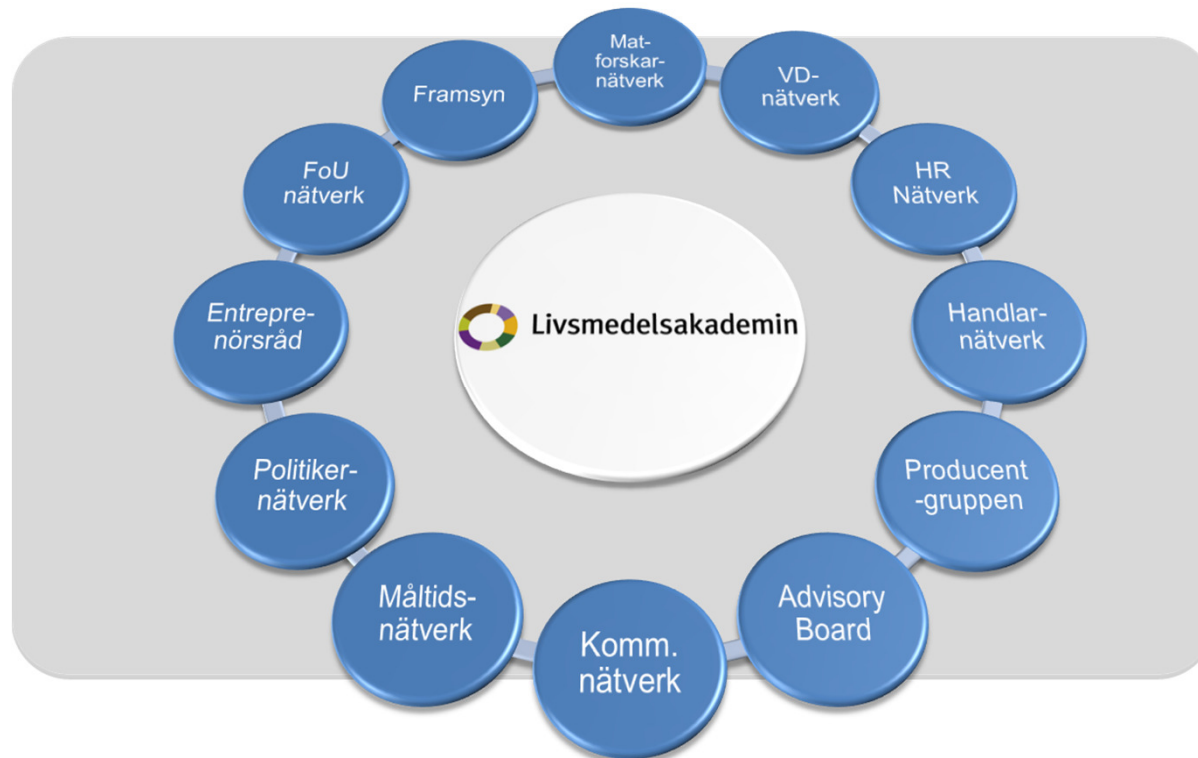 Mat-
forskar-
nätverk
VD-
nätverk
HR
Nätverk
Handlar-
nätverk
Producent
-gruppen
Advisory
Board
Komm.
nätverk
Måltids-
nätverk
Politiker-
nätverk
Entrepre-
nörsråd
FoU
nätverk
Framsyn
Livsmedelsakademin